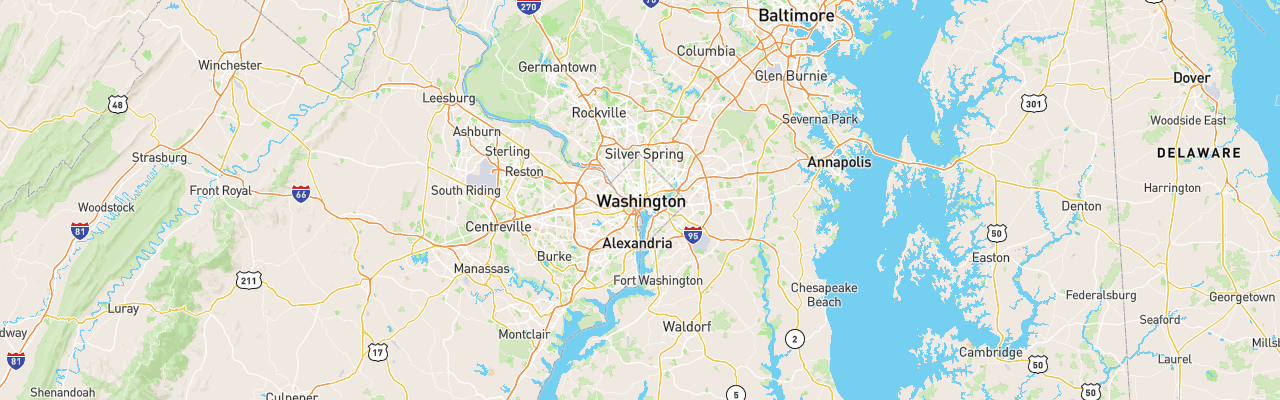 270
Baltimore
Columbia
Winchester
Germantown
Glen Burnie
Dover
Leesburg
48
301
Rockville
Severna Park
Woodside East
Ashburn
Sterling
Silver Spring
DELAWARE
Strasburg
Annapolis
Reston
Front Royal
66
South Riding
Harrington
Washington
Woodstock
Denton
81
Centreville
95
50
Alexandria
Burke
Easton
Manassas
211
Fort Washington
Chesapeake
Beach
Federalsburg
Georgetown
Luray
Seaford
Waldorf
Montclair
2
17
Cambridge
81
Laurel
50
Shenandoah
5
50